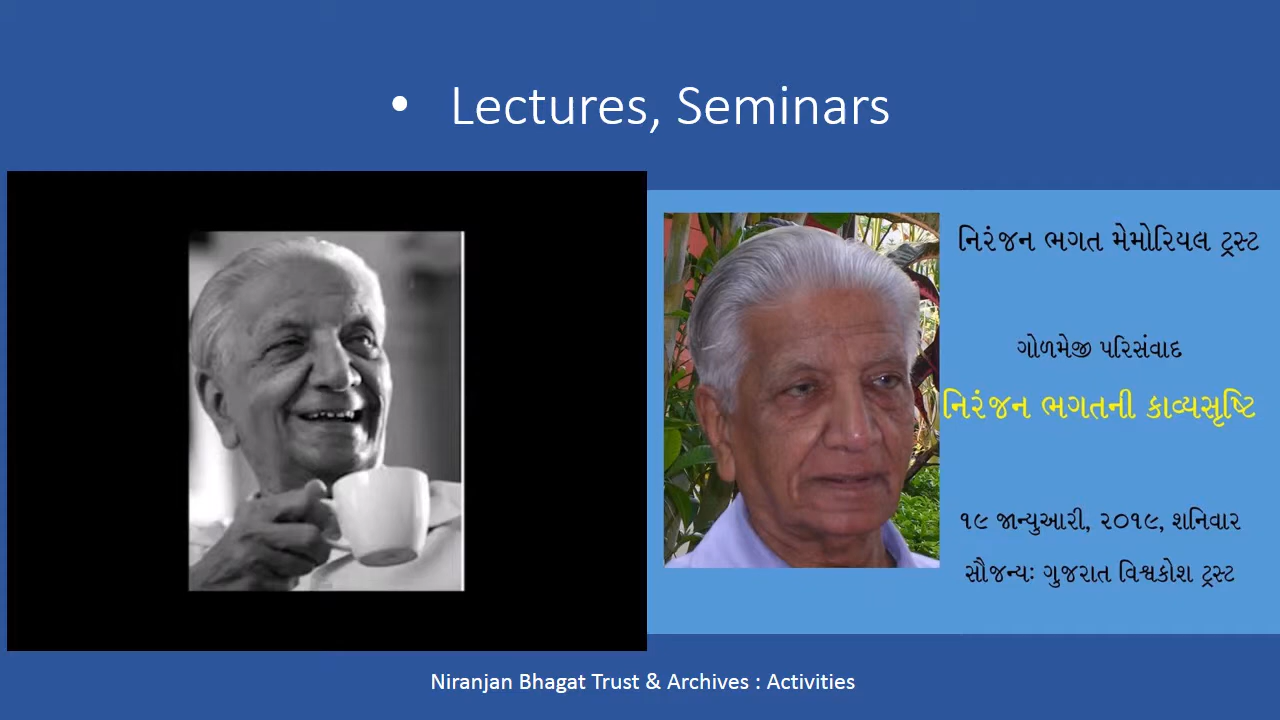 • Lectures, Seminars
નિરંજન ભગત મેમોરિયલ ટ્રસ્ટ
ગોળમેજી પરિસંવાદ
નિરંજન ભગતની કાવ્યસૃષ્ટિ
૧૯ જાન્યુઆરી, ૨૦૧૯, શનિવાર
સૌજન્યઃ ગુજરાત વિશ્વકોશ ટ્રસ્ટ
Niranjan Bhagat Trust & Archives : Activities